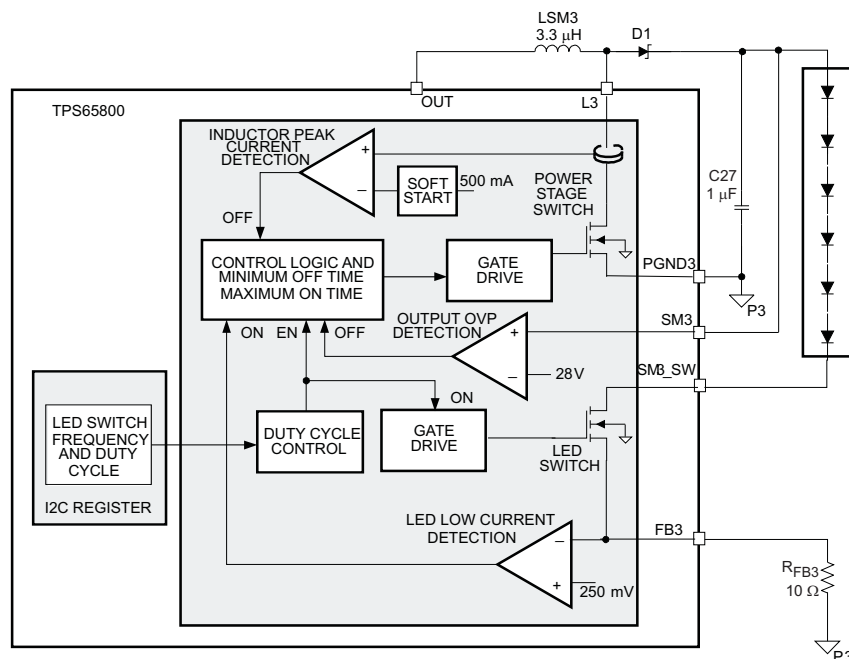 LSM3
3.3 μH
D1
OUT
L3
TPS65800
INDUCTOR PEAK
CURRENT
DETECTION
+
–
SOFT
START
500 mA
POWER
STAGE
SWITCH
C27
1 μF
OFF
CONTROL LOGIC AND
MINIMUM OFF TIME
MAXIMUM ON TIME
GATE
DRIVE
PGND3
P3
ON
EN
OFF
OUTPUT OVP
DETECTION
+
–
28V
SM3
SM3_SW
ON
LED SWITCH
FREQUENCY
AND DUTY
CYCLE
I2C REGISTER
DUTY CYCLE
CONTROL
GATE
DRIVE
LED
SWITCH
LED LOW CURRENT
DETECTION
–
+
250 mV
FB3
RFB3
10 Ω
P3